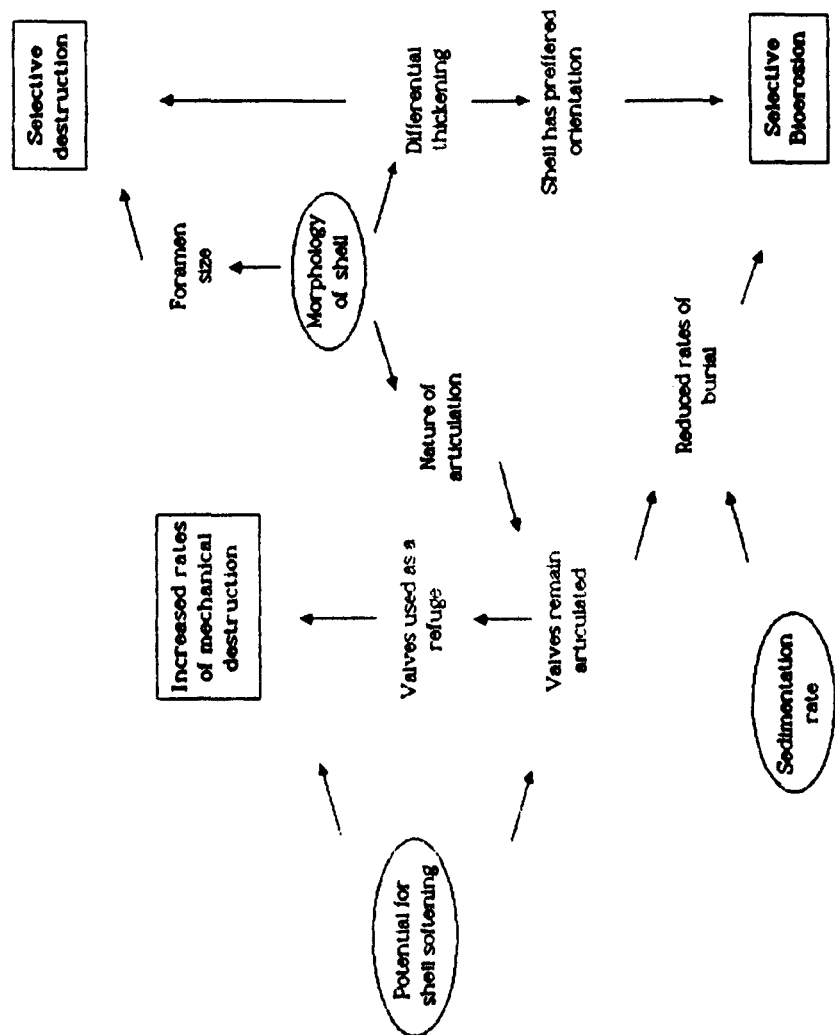 Selective
destruction
Increased rates
of mechanical
destruction
Foramen
size
Morphology
of shell
Potential for
shell softening
Valves used as a
refuge
Nature of
articulation
Differential
thickening
Valves remain
articulated
Shell has preffered
orientation
Reduced rates of
burial
Sedimentation
rate
Selective
Bioerosion